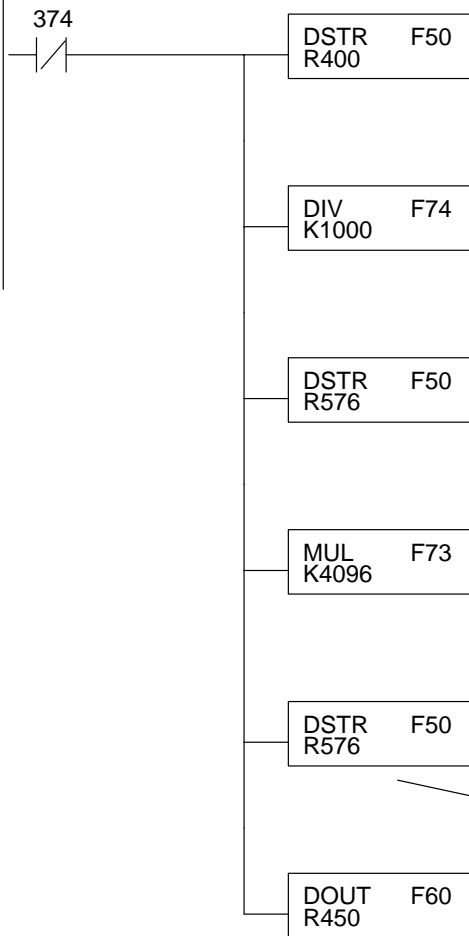 374
DSTR F50
R400
DIV F74
K1000
DSTR F50
R576
MUL F73
K4096
DSTR F50
R576
DOUT F60
R450